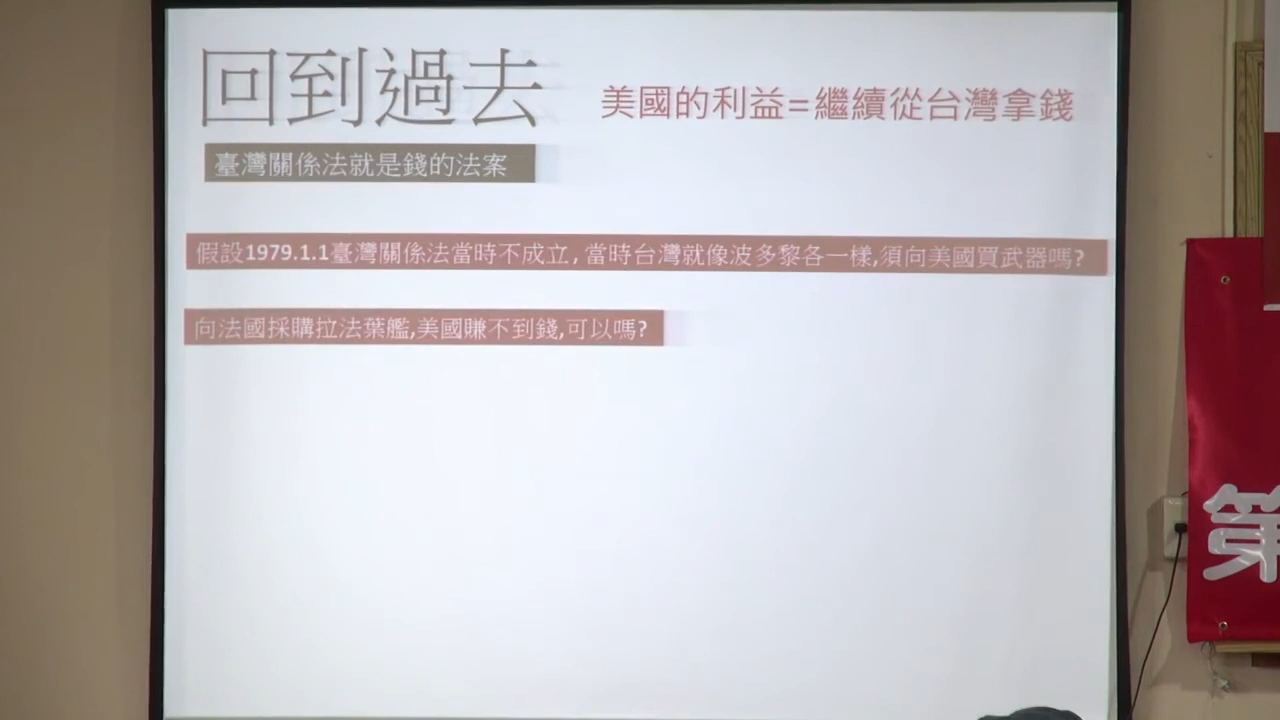 回到過去
美國的利益=繼續從台灣拿錢
臺灣關係法就是錢的法案
假設1979.1.1臺灣關係法當時不成立,當時台灣就像波多黎各一樣,須向美國買武器嗎?
向法國採購拉法葉艦,美國賺不到錢,可以嗎?
第